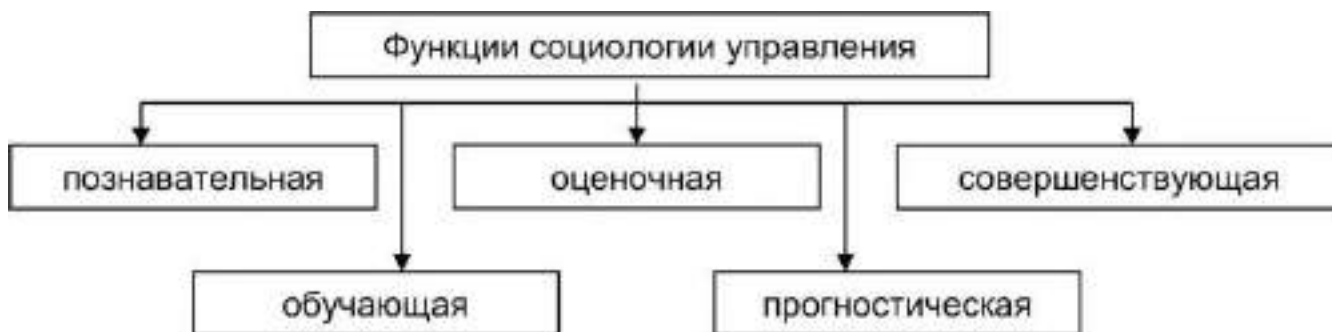 Функции социологии управления
познавательная
оценочная
совершенствующая
обучающая
прогностическая